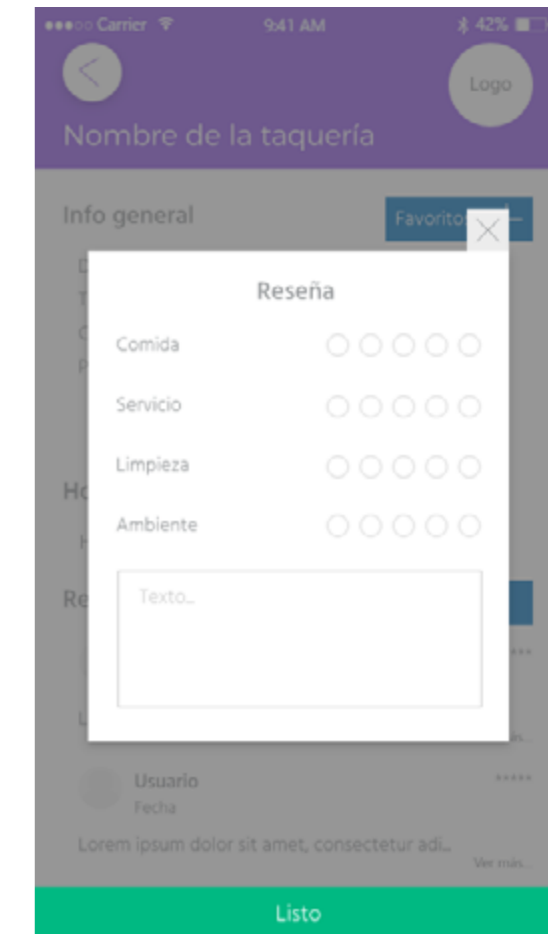 Carrier 9:41 AM 42%
Logo
Nombre de la taquería
Info general
Favoritos
Reseña
Comida
Servicio
Limpieza
Ambiente
Texto...
Usuario
Fecha
Lorem ipsum dolor sit amet, consectetur adi...
Ver más...
Listo